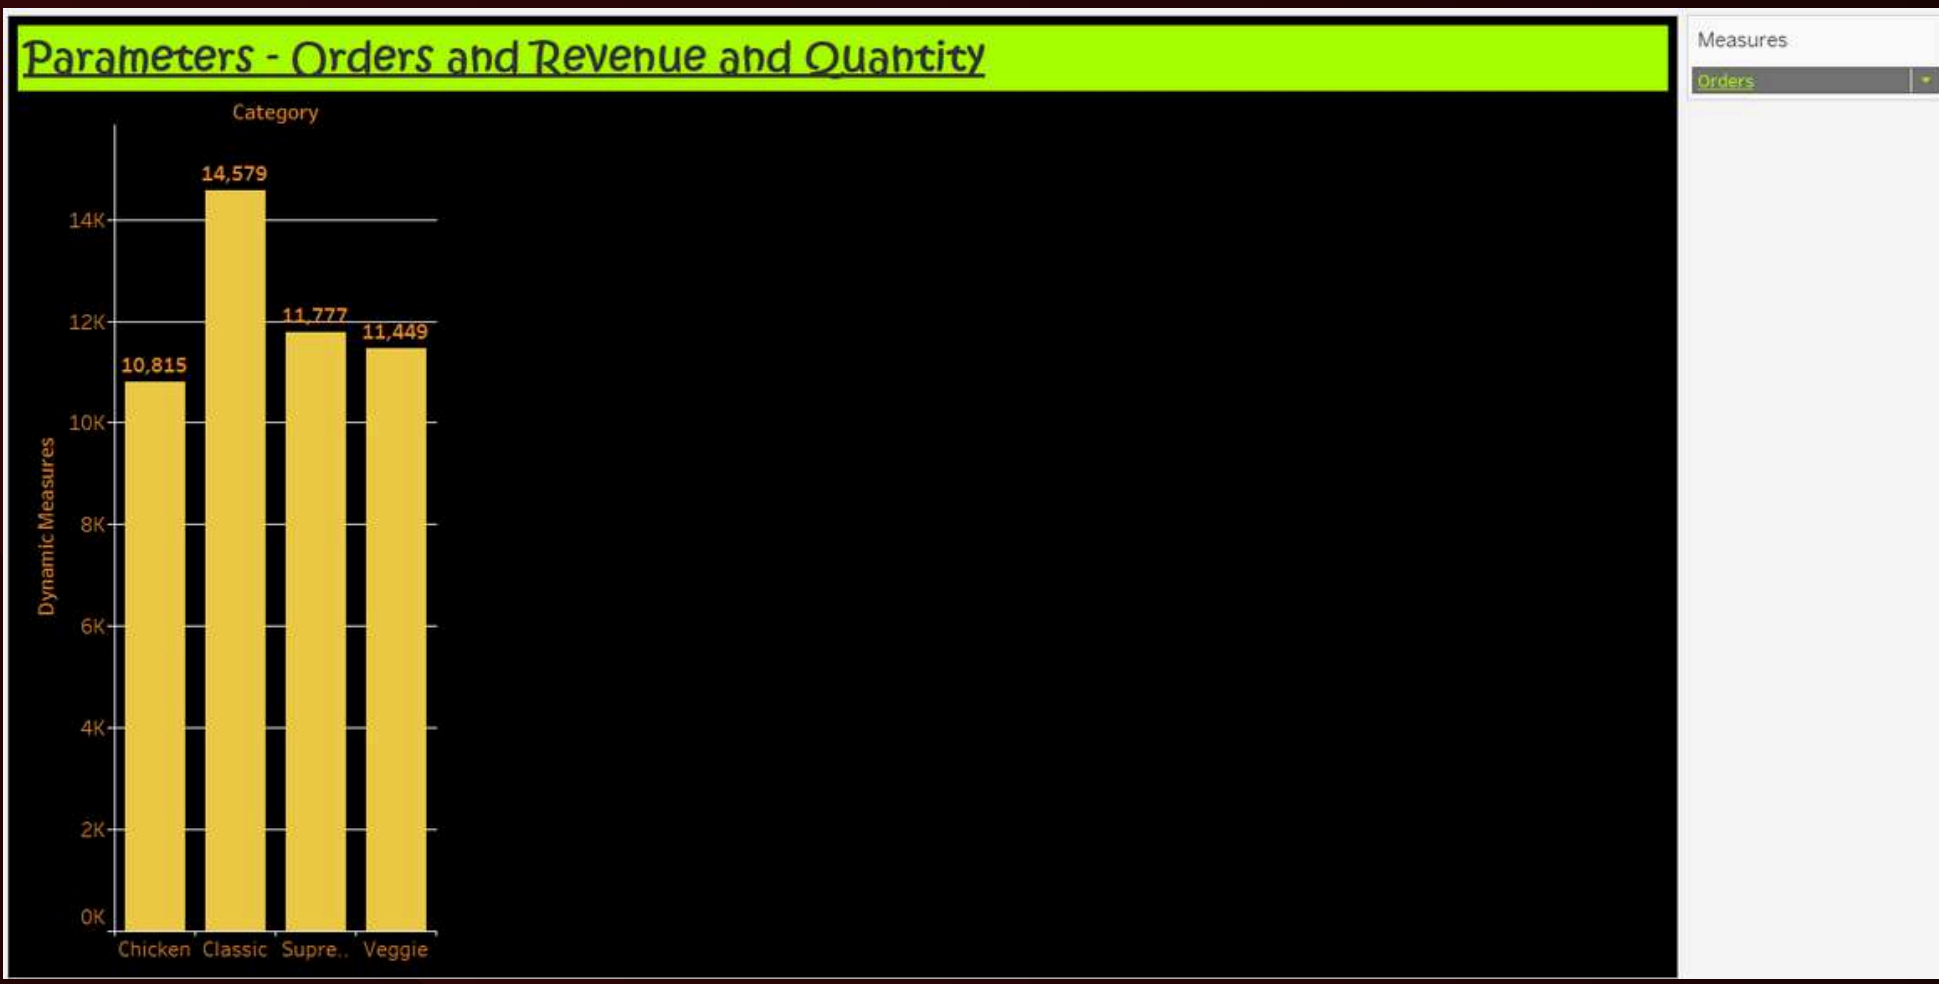 Parameters - Orders and Revenue and Quantity
Measures
Orders
Category
14,579
14K
11,777
12K
11,449
10,815
10K
Dynamic Measures
8K
6K
4K
2K
0K
Chicken Classic Supre.. Veggie